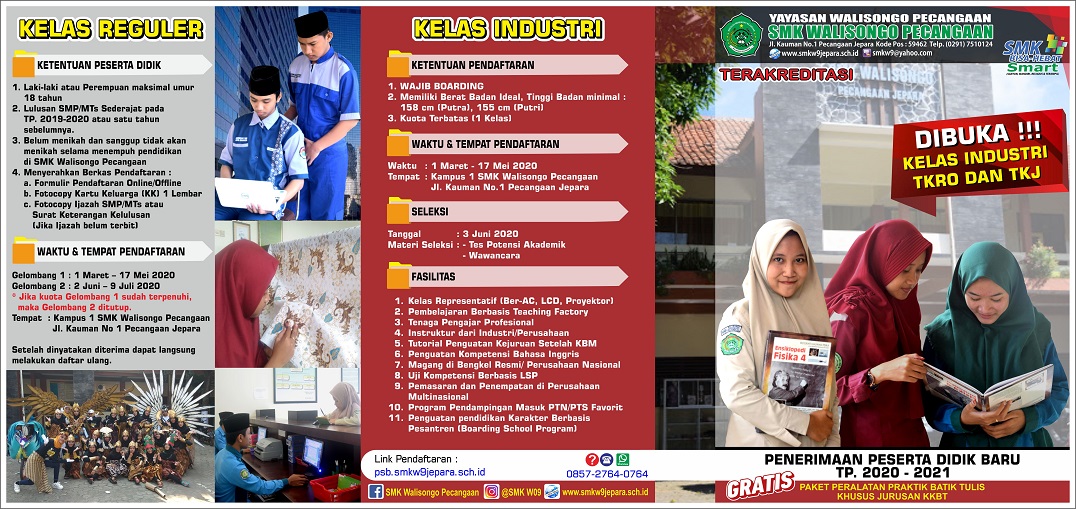 KELAS REGULER
KETENTUAN PESERTA DIDIK
1. Laki-laki atau Perempuan maksimal umur
18 tahun
2. Lulusan SMP/MTs Sederajat pada
TP. 2019-2020 atau satu tahun
sebelumnya.
3. Belum menikah dan sanggup tidak akan
menikah selama menempuh pendidikan
di SMK Walisongo Pecangaan
4. Menyerahkan Berkas Pendaftaran :
a. Formulir Pendaftaran Online/Offline
b. Fotocopy Kartu Keluarga (KK) 1 Lembar
c. Fotocopy Ijazah SMP/MTs atau
Surat Keterangan Kelulusan
(Jika Ijazah belum terbit)
WAKTU & TEMPAT PENDAFTARAN
Gelombang 1 : 1 Maret - 17 Mei 2020
Gelombang 2 : 2 Juni - 9 Juli 2020
* Jika kuota Gelombang 1 sudah terpenuhi,
maka Gelombang 2 ditutup.
Tempat : Kampus 1 SMK Walisongo Pecangaan
Jl. Kauman No 1 Pecangaan Jepara
Setelah dinyatakan diterima dapat langsung
melakukan daftar ulang.
KELAS INDUSTRI
KETENTUAN PENDAFTARAN
1. WAJIB BOARDING
2. Memiliki Berat Badan Ideal, Tinggi Badan minimal :
158 cm (Putra), 155 cm (Putri)
3. Kuota Terbatas (1 Kelas)
WAKTU & TEMPAT PENDAFTARAN
Waktu : 1 Maret - 17 Mei 2020
Tempat : Kampus 1 SMK Walisongo Pecangaan
Jl. Kauman No.1 Pecangaan Jepara
SELEKSI
Tanggal : 3 Juni 2020
Materi Seleksi : - Tes Potensi Akademik
- Wawancara
FASILITAS
1. Kelas Representatif (Ber-AC, LCD, Proyektor)
2. Pembelajaran Berbasis Teaching Factory
3. Tenaga Pengajar Profesional
4. Instruktur dari Industri/Perusahaan
5. Tutorial Penguatan Kejuruan Setelah KBM
6. Penguatan Kompetensi Bahasa Inggris
7. Magang di Bengkel Resmi/ Perusahaan Nasional
8. Uji Kompetensi Berbasis LSP
9. Pemasaran dan Penempatan di Perusahaan
Multinasional
10. Program Pendampingan Masuk PTN/PTS Favorit
11. Penguatan pendidikan Karakter Berbasis
Pesantren (Boarding School Program)
Link Pendaftaran :
psb.smkw9jepara.sch.id
0857-2764-0764
SMK Walisongo Pecangaan @SMK W09 www.smkw9jepara.sch.id
YAYASAN WALISONGO PECANGAAN
SMK WALISONGO PECANGAAN
Jl. Kauman No.1 Pecangaan Jepara Kode Pos : 59462 Telp. (0291) 7510124
www.smkw9jepara.sch.id smkw9@yahoo.com
SMK
BISA-HEBAT
Smart
TERAKREDITASI
WALISONGO
PECANGAAN JEPARA
DIBUKA !!!
KELAS INDUSTRI
TKRO DAN TKJ
Ensiklopedi
Fisika 4
PENERIMAAN PESERTA DIDIK BARU
TP. 2020 - 2021
GRATIS
PAKET PERALATAN PRAKTIK BATIK TULIS
KHUSUS JURUSAN KKBT